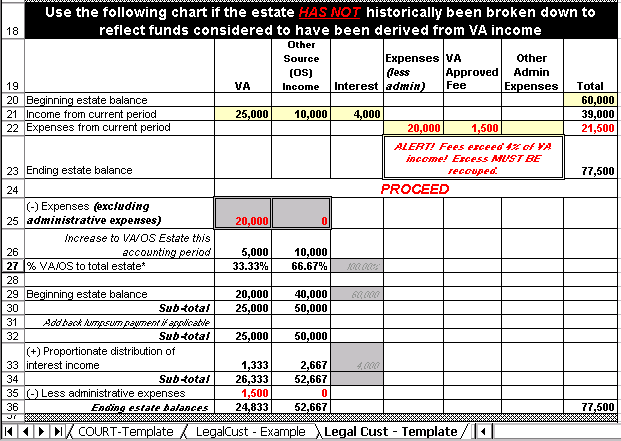 18 Use the following chart if the estate HAS NOT historically been broken down to
reflect funds considered to have been derived from VA income
19 VA Other Source (OS) Income Interest Expenses (less admin) VA Approved Fee Other Admin Expenses Total
20 Beginning estate balance 60,000
21 Income from current period 25,000 10,000 4,000 39,000
22 Expenses from current period 20,000 1,500 21,500
ALERT! Fees exceed 4% of VA
income! Excess MUST BE
recouped.
23 Ending estate balance 77,500
24 PROCEED
(-) Expenses (excluding
25 administrative expenses) 20,000 0
Increase to VA/OS Estate this
26 accounting period 5,000 10,000
27 % VA/OS to total estate* 33.33% 66.67% 100.00%
28
29 Beginning estate balance 20,000 40,000 60,000
30 Sub-total 25,000 50,000
31 Add back lumpsum payment if applicable
32 Sub-total 25,000 50,000
(+) Proportionate distribution of
33 interest income 1,333 2,667 4,000
34 Sub-total 26,333 52,667
35 (-) Less administrative expenses 1,500 0
36 Ending estate balances 24,833 52,667 77,500
37
COURT-Template / LegalCust - Example \ Legal Cust - Template /